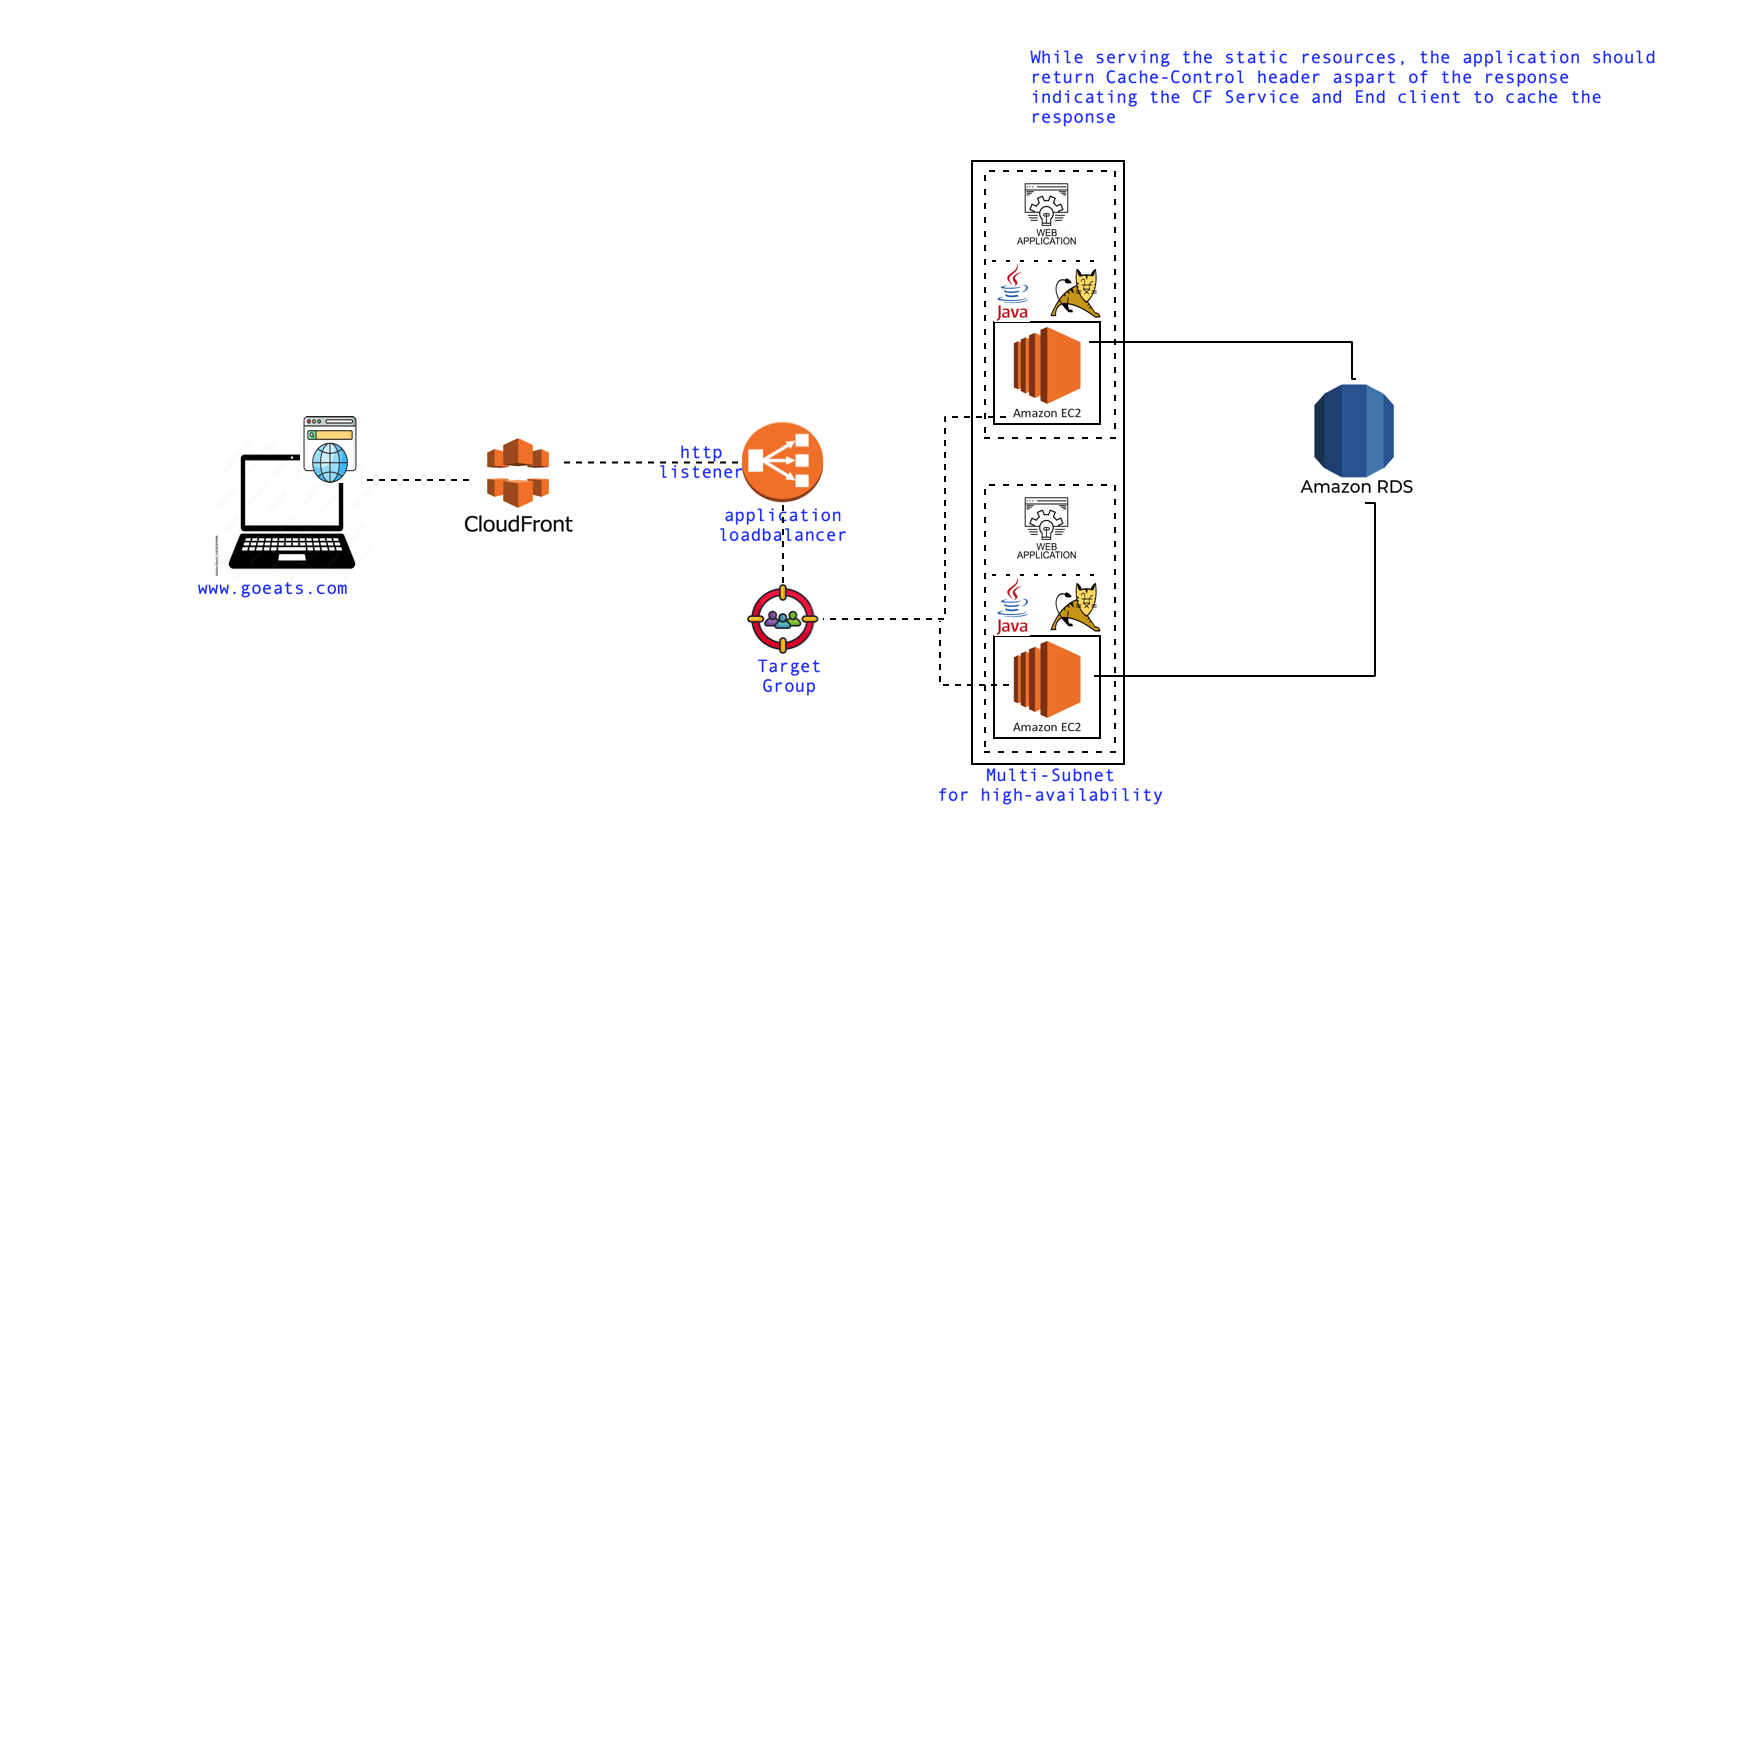 While serving the static resources, the application should
return Cache-Control header aspart of the response
indicating the CF Service and End client to cache the
response
WEB
APPLICATION
Java
Amazon EC2
http
listener
CloudFront
application
loadbalancer
Amazon RDS
www.goeats.com
WEB
APPLICATION
Java
Target
Group
Amazon EC2
Multi-Subnet
for high-availability